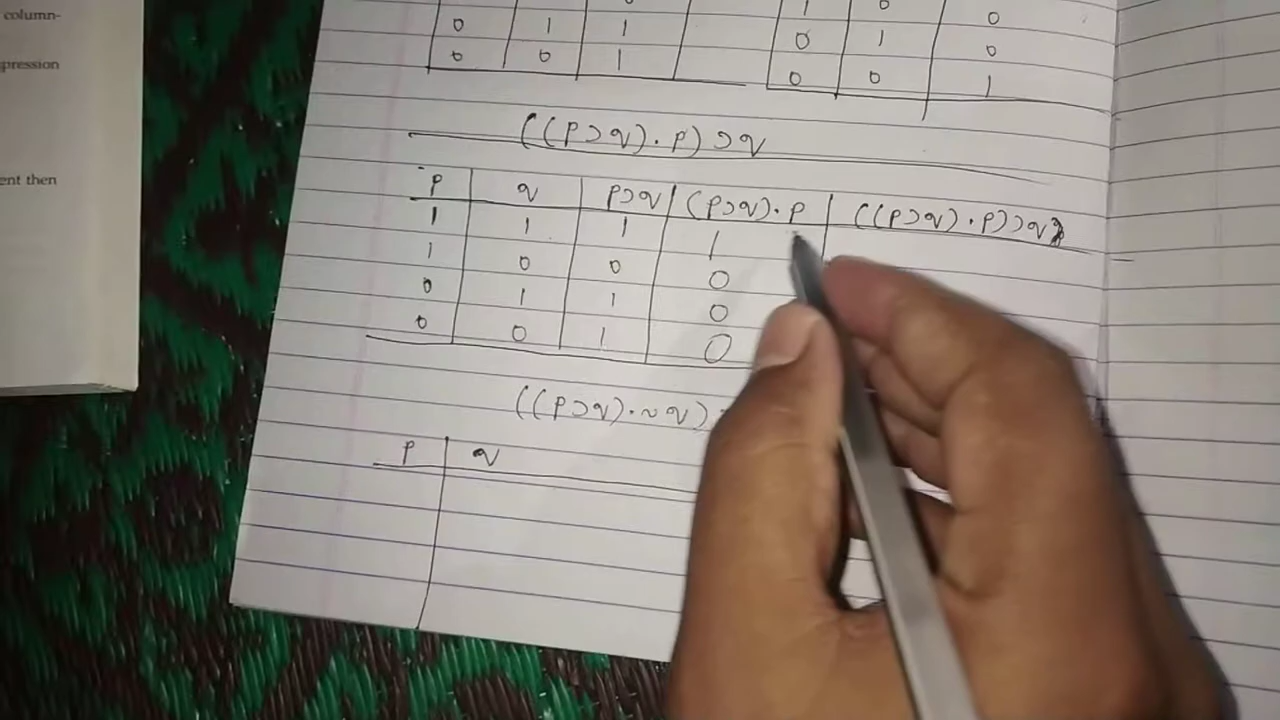 column-
pression
ent then
1 0 0
0 1 1 0 1 0
0 0 1 0 0 1
((p⊃q).p)⊃q
p q p⊃q (p⊃q).p ((p⊃q).p)⊃q)
1 1 1 1
1 0 0 0
0 1 1 0
0 0 1 0
((p⊃q).~q)
p q